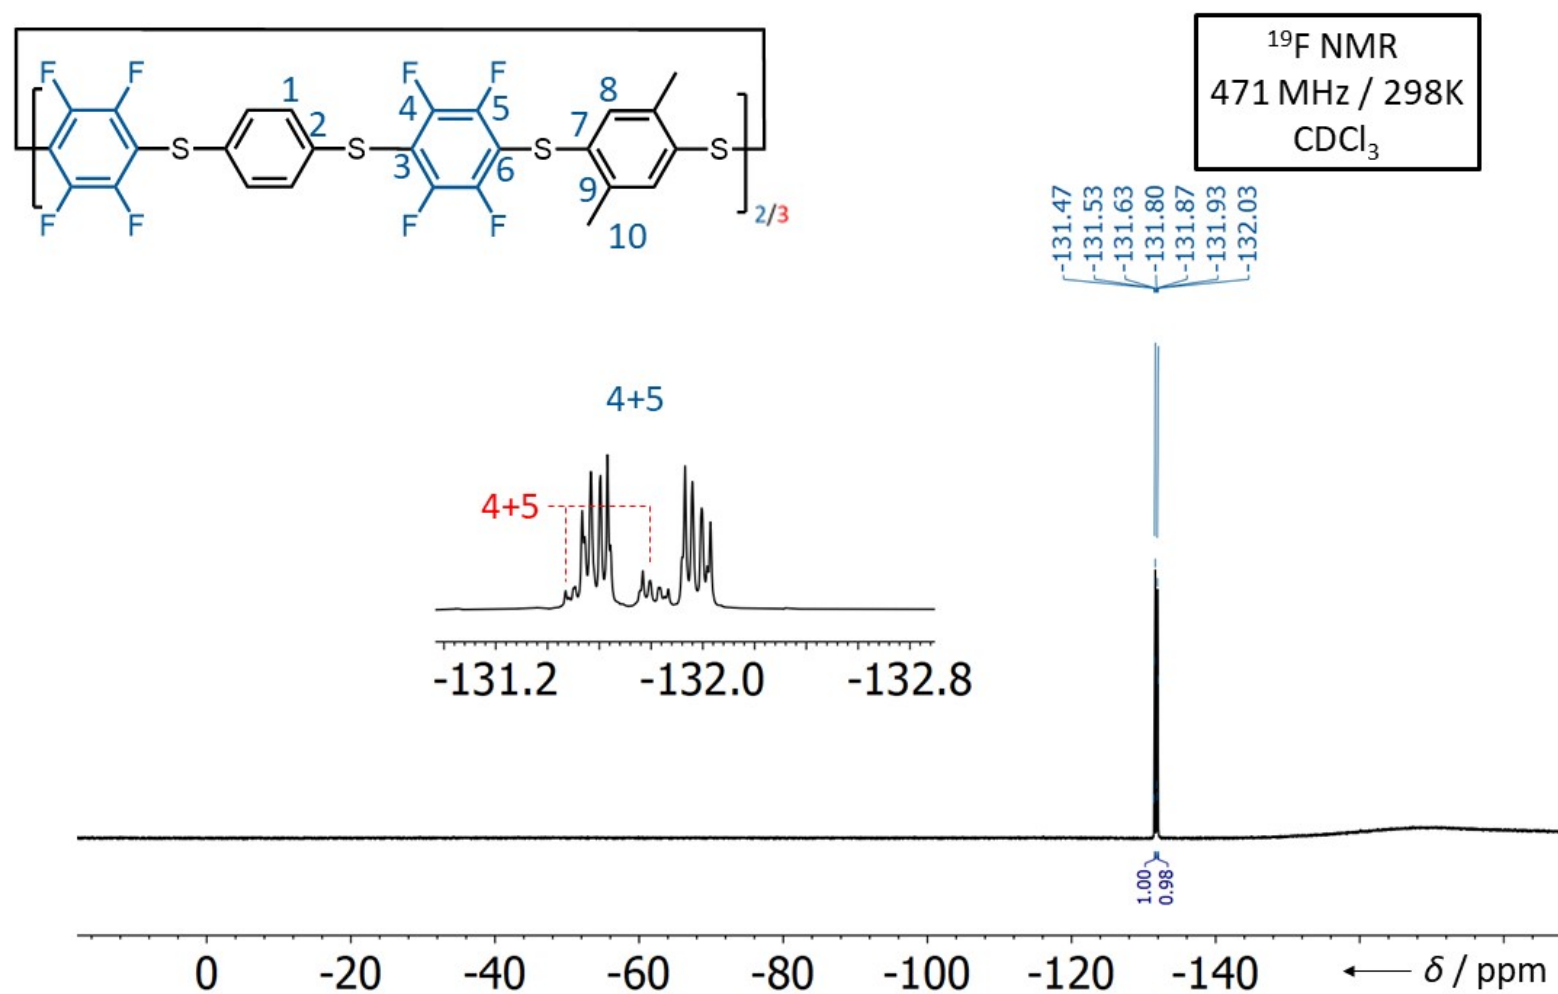 F F F F
1 4 5 8
2 7
S S S S
3 6 9
F F F F
10
2/3
¹⁹F NMR
471 MHz / 298K
CDCl₃
-131.47
-131.53
-131.63
-131.80
-131.87
-131.93
-132.03
4+5
4+5
-131.2 -132.0 -132.8
1.00
0.98
0 -20 -40 -60 -80 -100 -120 -140 ← δ / ppm